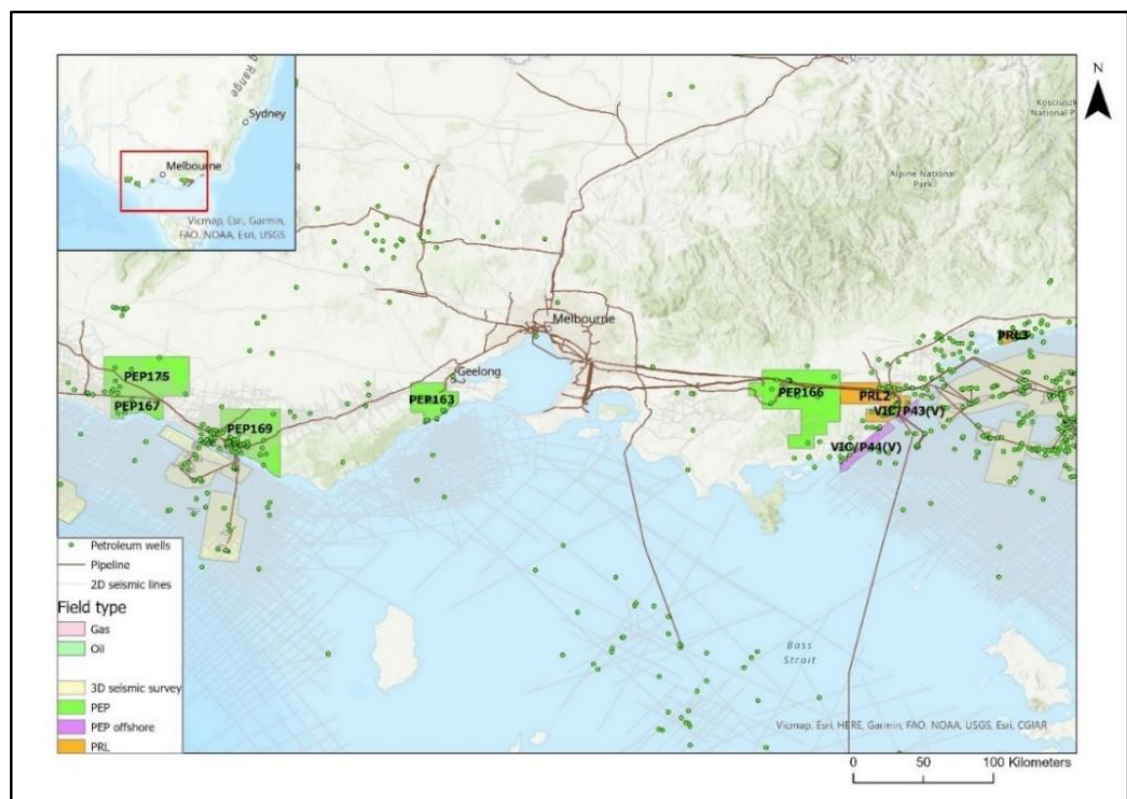 N
g Range
Sydney
Melbourne
Vicmap, Esri, Garmin,
FAO, NOAA, Esri, USGS
Kosciuszk
National P
Alpine National
Park
Melbourne
Geelong
PEP175
PEP167
PEP169
PEP163
PEP166
PRL2
PRL3
VIC/P43(V)
VIC/P44(V)
Petroleum wells
Pipeline
2D seismic lines
Field type
Gas
Oil
3D seismic survey
PEP
PEP offshore
PRL
Bass
Strait
Vicmap, Esri, HERE, Garmin, FAO, NOAA, USGS, Esri, CGIAR
0 50 100 Kilometers